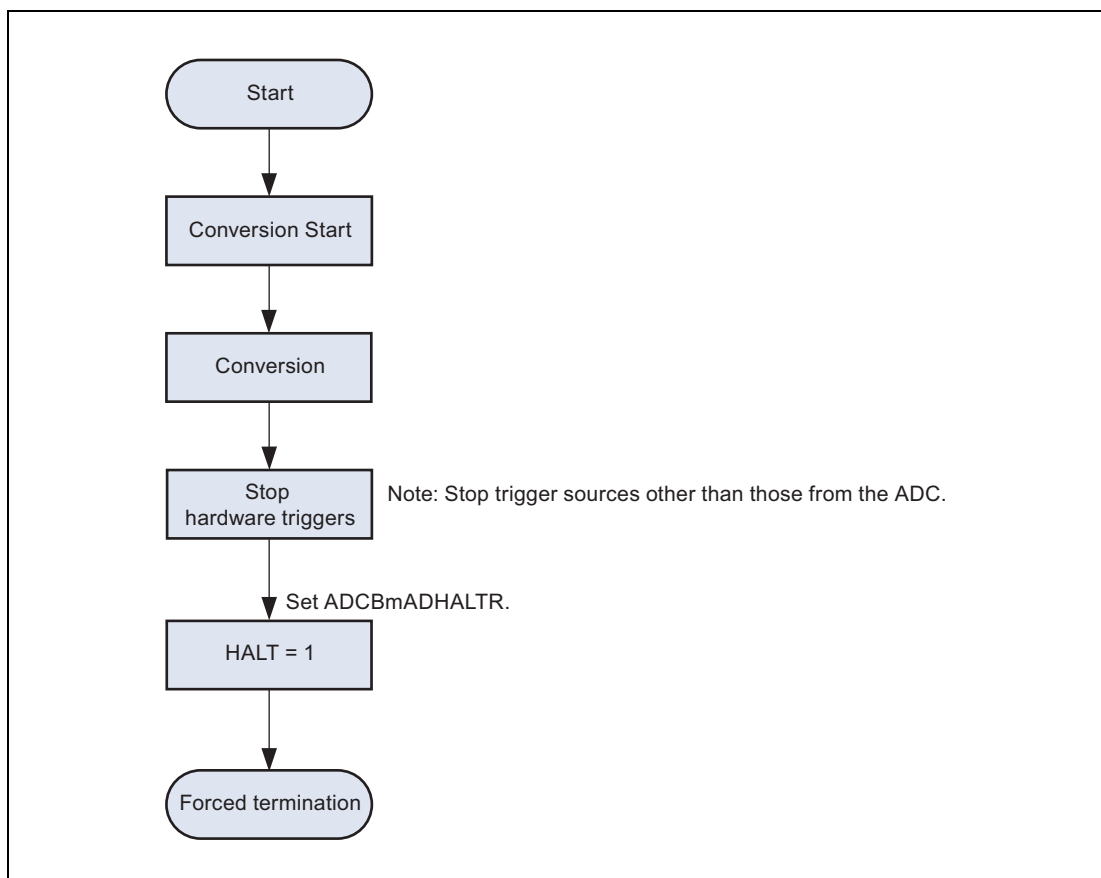 Start
Conversion Start
Conversion
Stop
hardware triggers
Note: Stop trigger sources other than those from the ADC.
Set ADCBmADHALTR.
HALT = 1
Forced termination